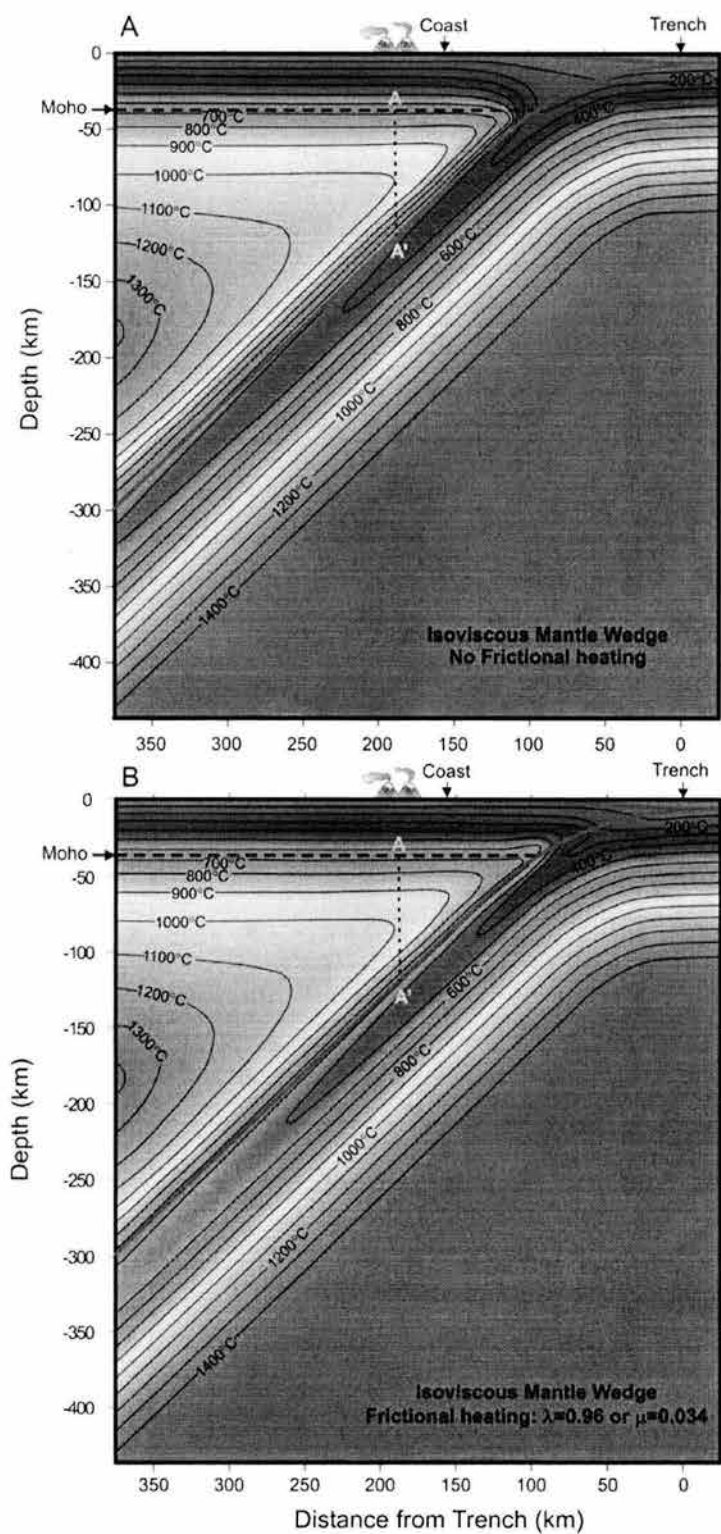 A
Coast
Trench
0
Moho
-50
-100
-150
-200
-250
-300
-350
-400
Depth (km)
A
A'
700°C
800°C
900°C
1000°C
1100°C
1200°C
1300°C
200°C
400°C
600°C
800°C
1000°C
1200°C
1400°C
Isoviscous Mantle Wedge
No Frictional heating
350 300 250 200 150 100 50 0
B
Coast
Trench
0
Moho
-50
-100
-150
-200
-250
-300
-350
-400
Depth (km)
A
A'
700°C
800°C
900°C
1000°C
1100°C
1200°C
1300°C
200°C
400°C
600°C
800°C
1000°C
1200°C
1400°C
Isoviscous Mantle Wedge
Frictional heating: λ=0.96 or μ=0.034
350 300 250 200 150 100 50 0
Distance from Trench (km)